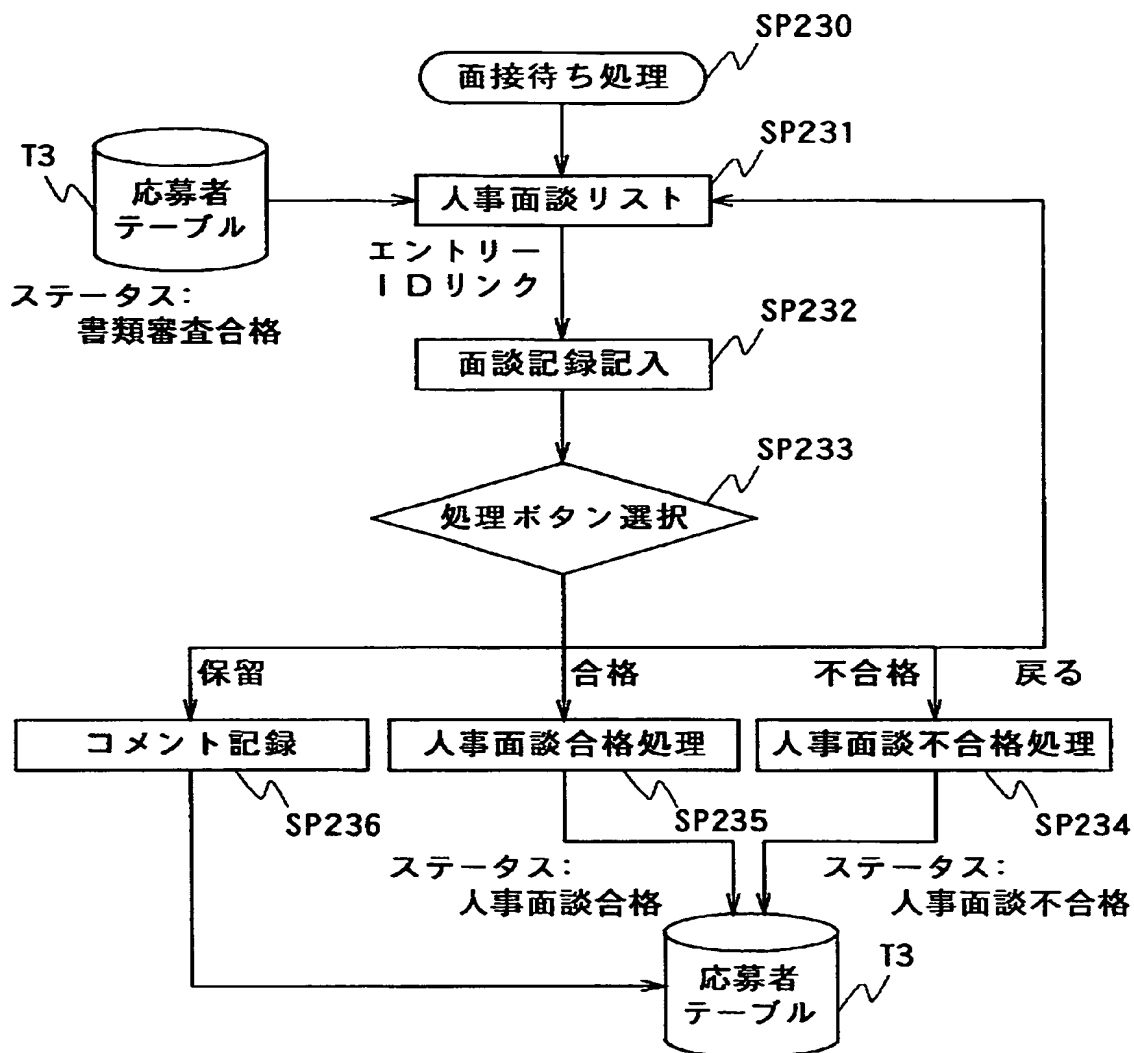 SP230
面接待ち処理
SP231
T3
応募者
テーブル
人事面談リスト
エントリー
IDリンク
ステータス:
書類審査合格
SP232
面談記録記入
SP233
処理ボタン選択
保留
合格
不合格
戻る
コメント記録
人事面談合格処理
人事面談不合格処理
SP236
SP235
SP234
ステータス:
人事面談合格
ステータス:
人事面談不合格
応募者
テーブル
T3